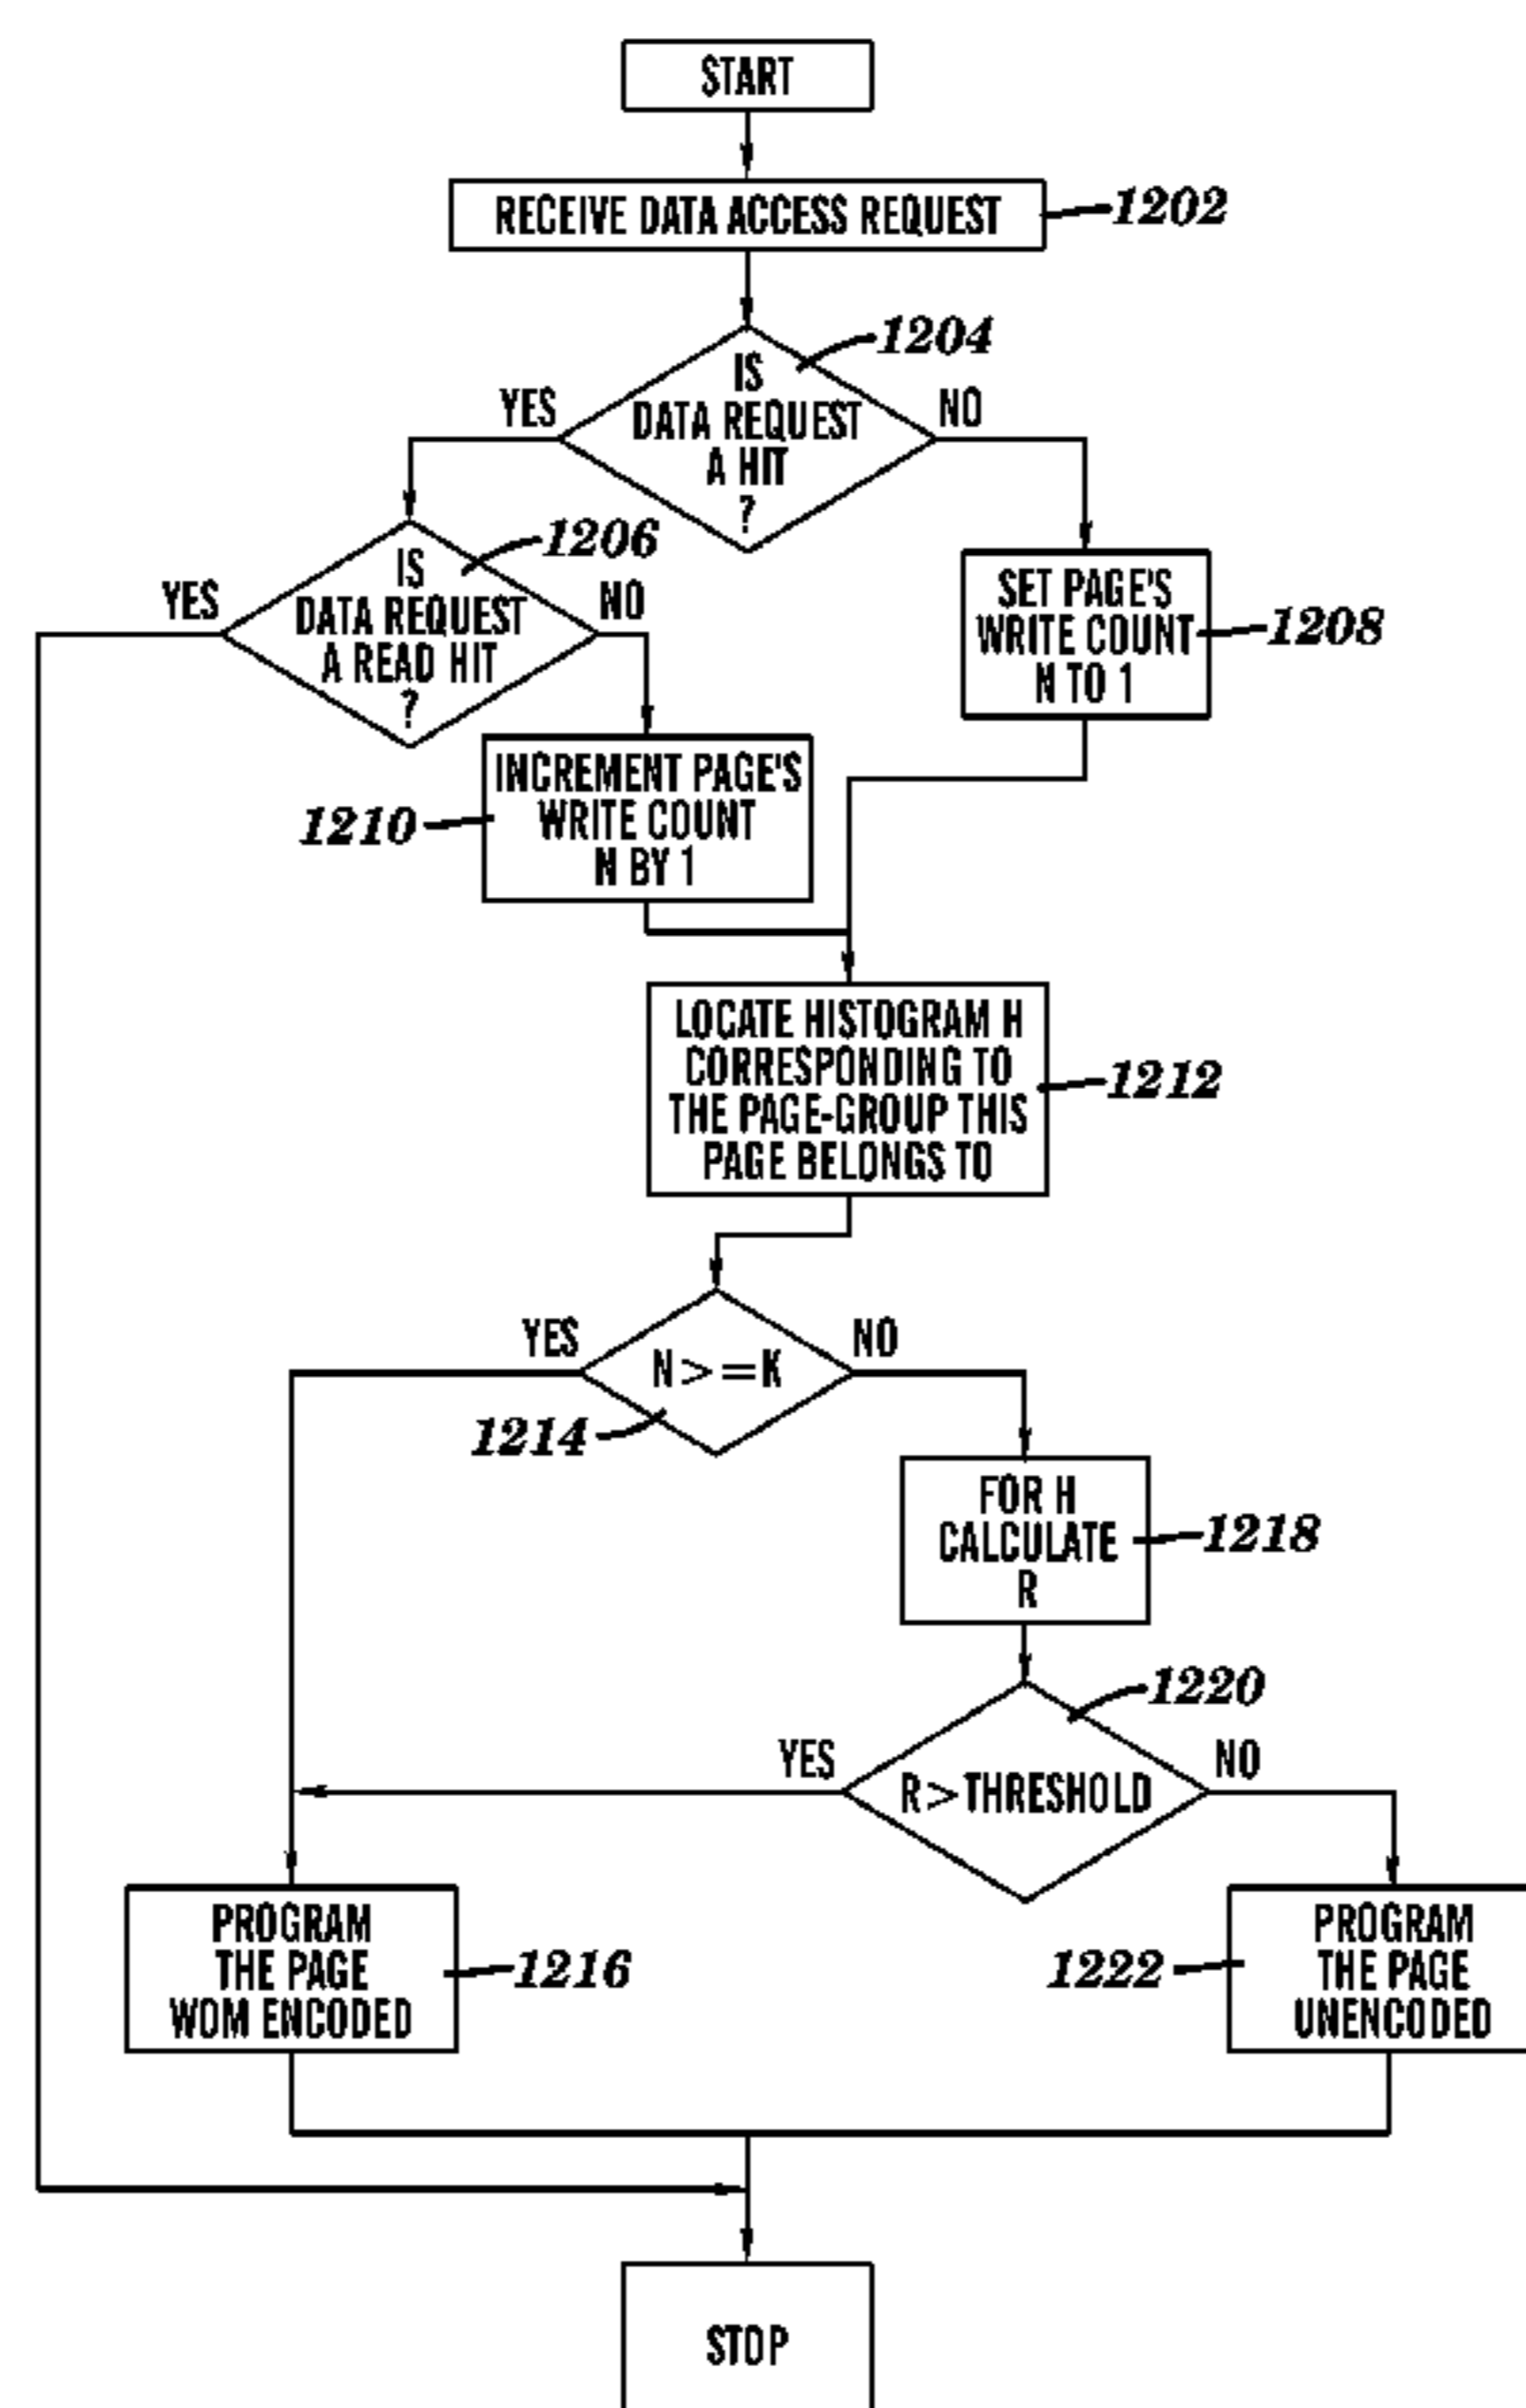 START
RECEIVE DATA ACCESS REQUEST
1202
1204
IS
DATA REQUEST
A HIT
?
YES
NO
1206
IS
DATA REQUEST
A READ HIT
?
YES
NO
SET PAGE'S
WRITE COUNT
N TO 1
1208
INCREMENT PAGE'S
WRITE COUNT
N BY 1
1210
LOCATE HISTOGRAM H
CORRESPONDING TO
THE PAGE-GROUP THIS
PAGE BELONGS TO
1212
YES
NO
N>=K
1214
FOR H
CALCULATE
R
1218
1220
YES
NO
R>THRESHOLD
PROGRAM
THE PAGE
WOM ENCODED
1216
1222
PROGRAM
THE PAGE
UNENCODED
STOP